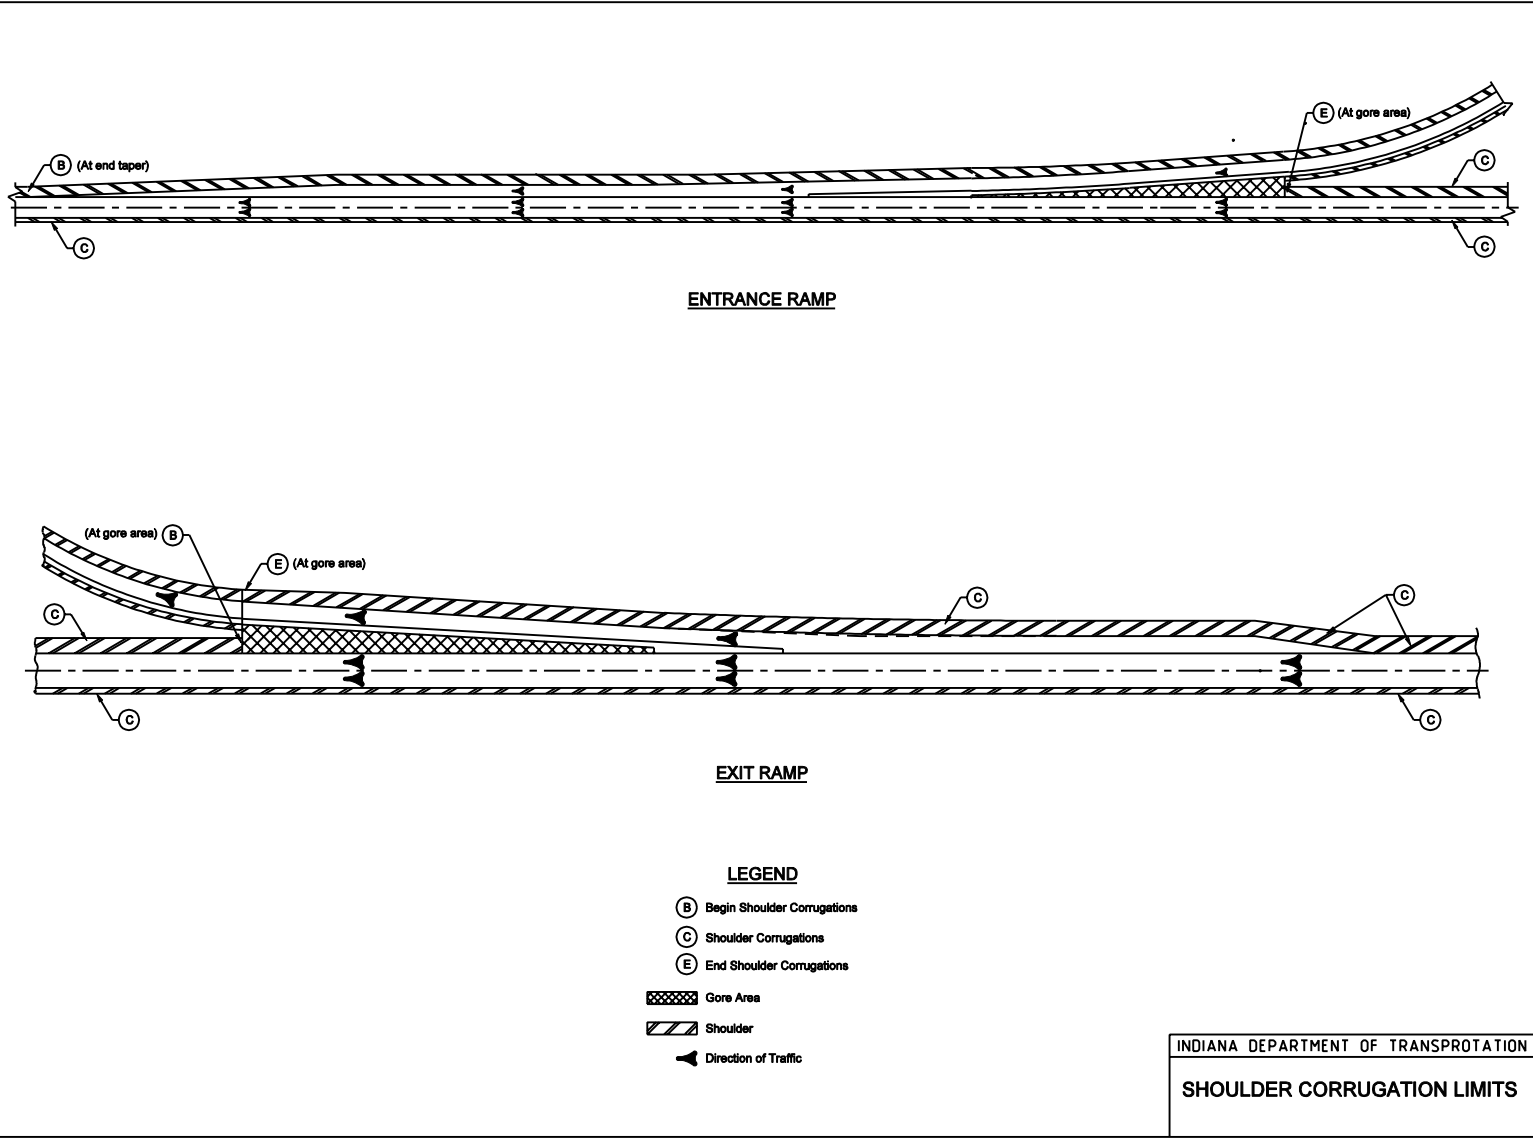 E (At gore area)
B (At end taper)
C
C
C
ENTRANCE RAMP
(At gore area) B
E (At gore area)
C
C
C
C
C
EXIT RAMP
LEGEND
B Begin Shoulder Corrugations
C Shoulder Corrugations
E End Shoulder Corrugations
Gore Area
Shoulder
Direction of Traffic
INDIANA DEPARTMENT OF TRANSPROTATION
SHOULDER CORRUGATION LIMITS